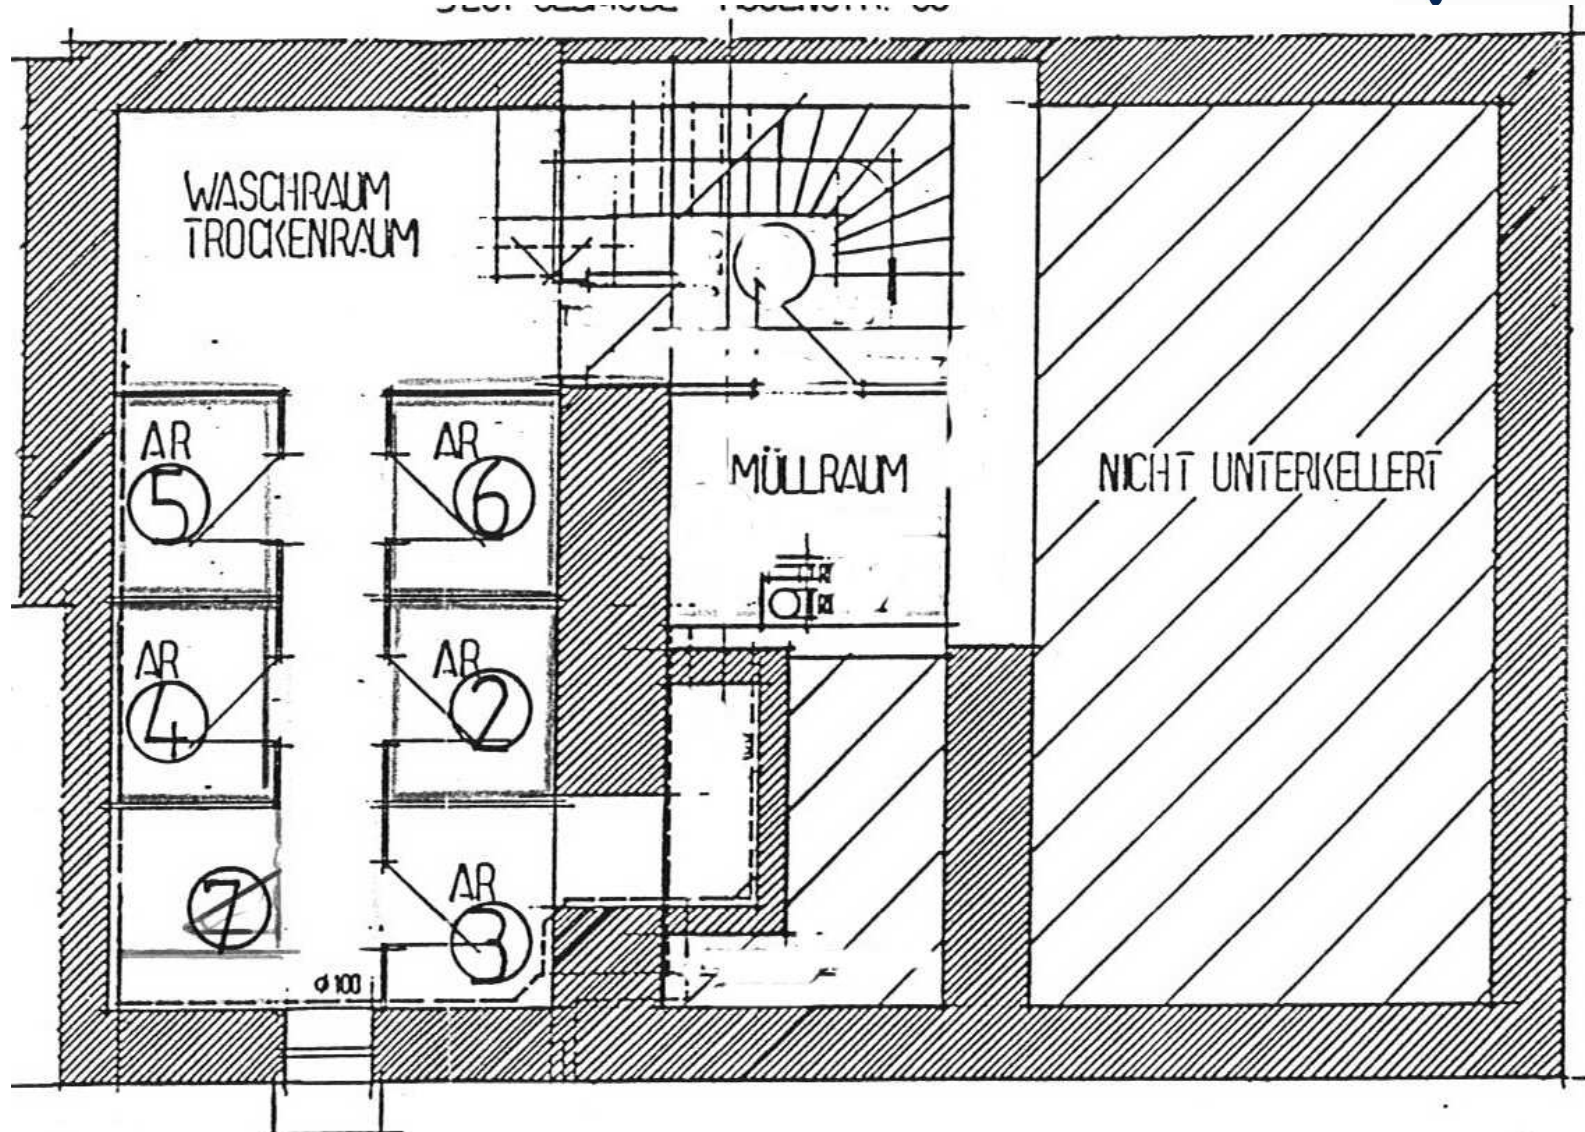 WASCHRAUM
TROCKENRAUM
AR
5
AR
6
MÜLLRAUM
NICHT UNTERKELLERT
AR
4
AR
2
7
AR
3
ø 100